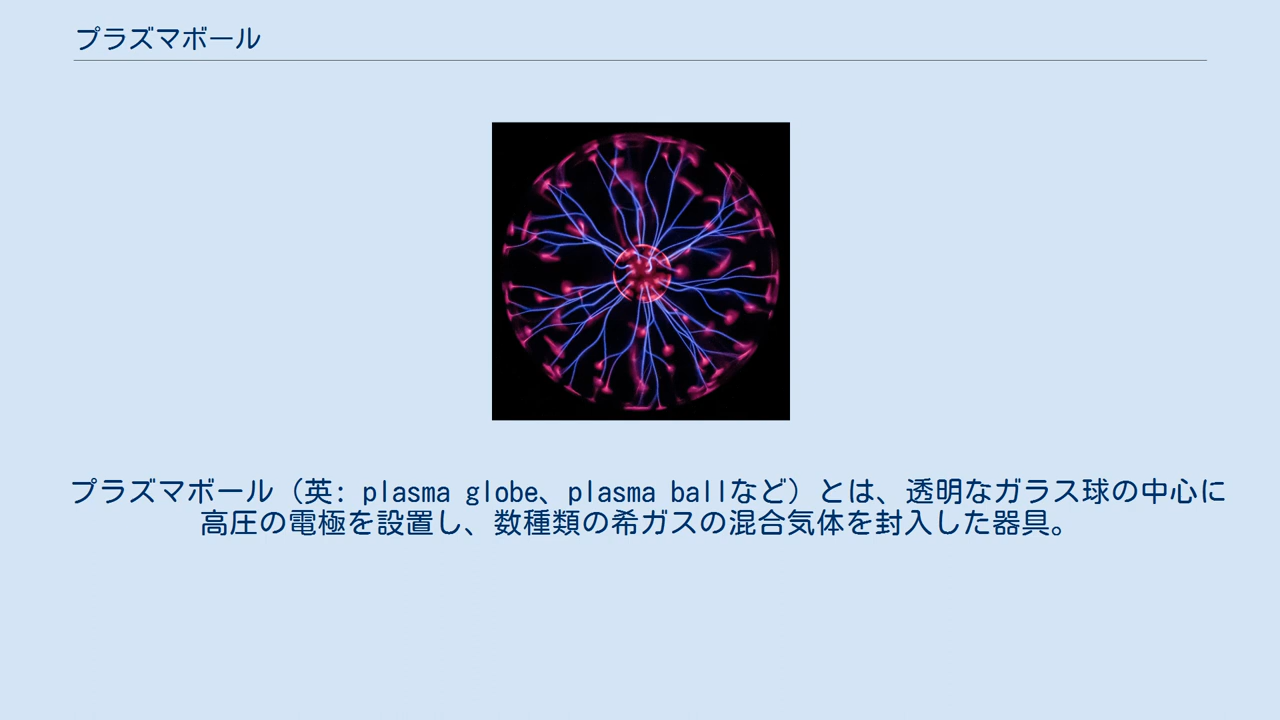 プラズマボール
プラズマボール（英: plasma globe、plasma ballなど）とは、透明なガラス球の中心に
高圧の電極を設置し、数種類の希ガスの混合気体を封入した器具。